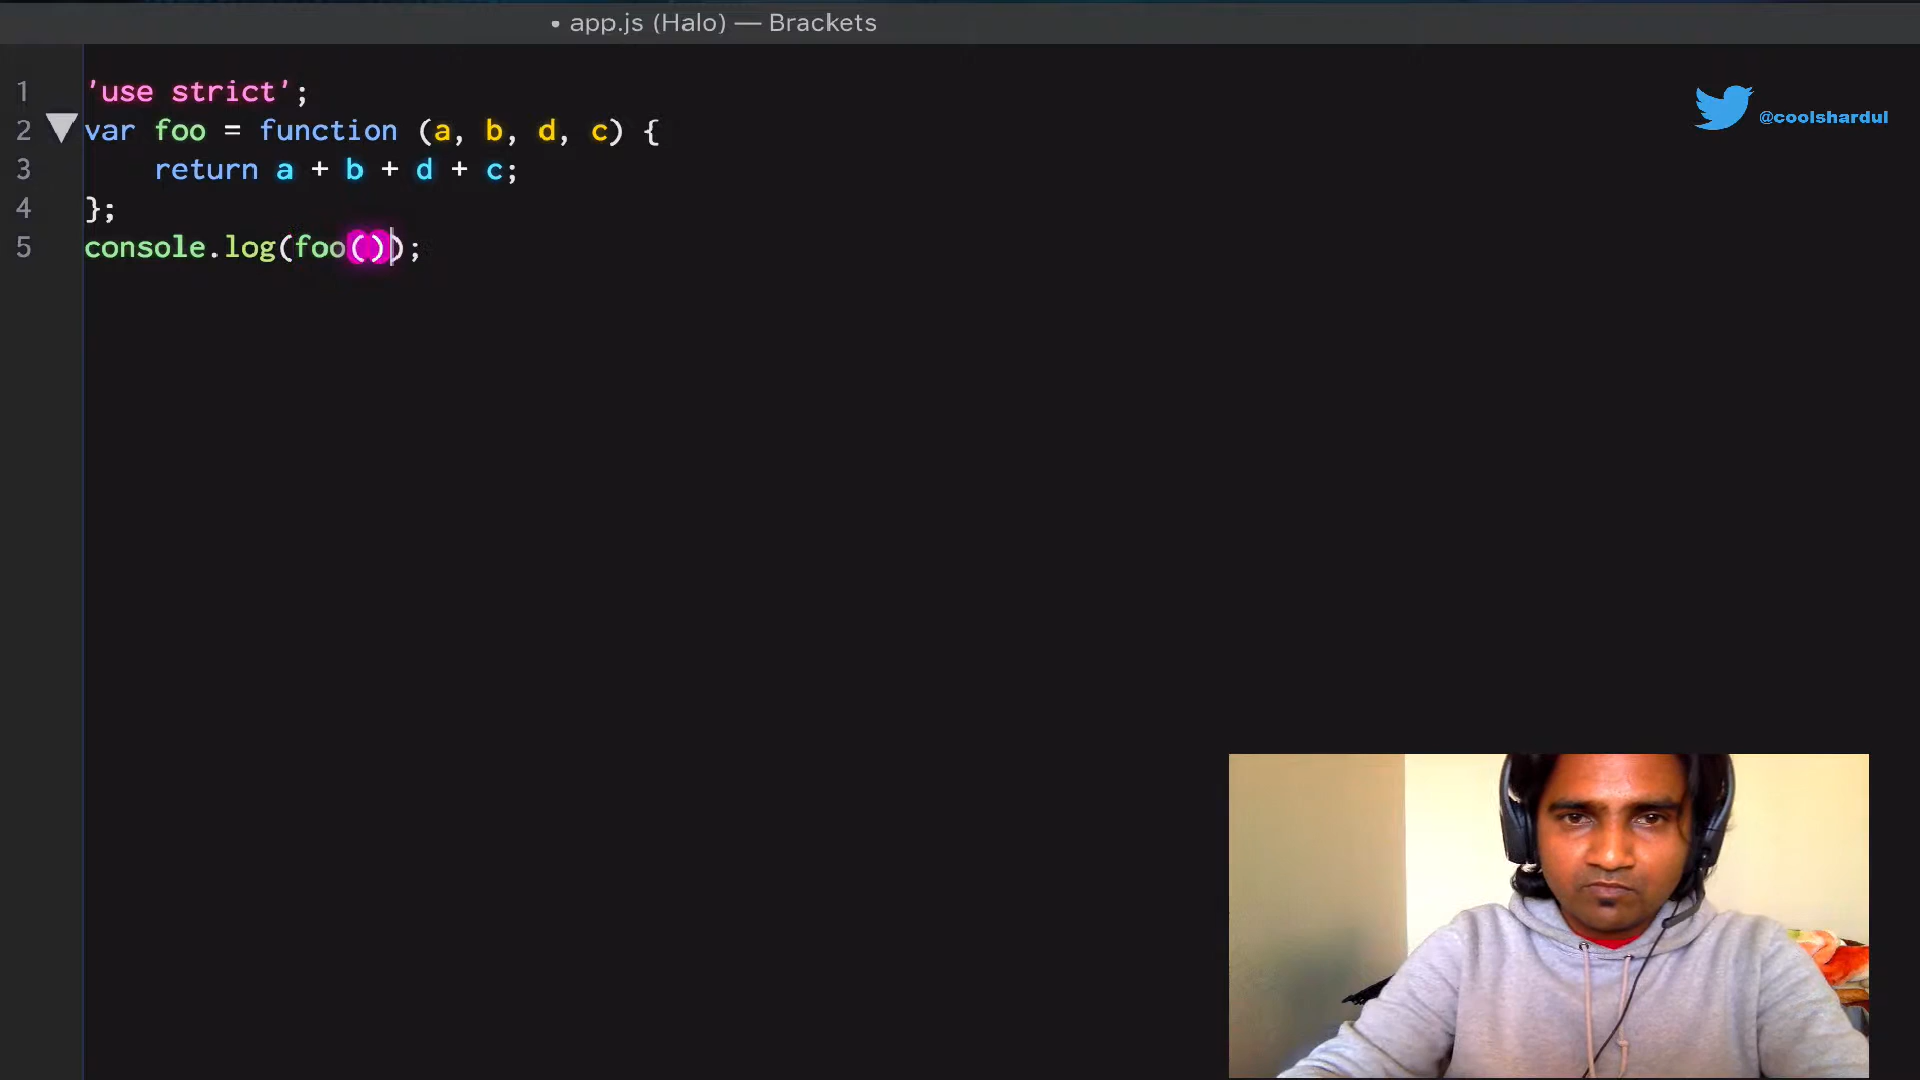 • app.js (Halo) — Brackets
1 'use strict';
2 var foo = function (a, b, d, c) {
3     return a + b + d + c;
4 };
5 console.log(foo());
@coolshardul